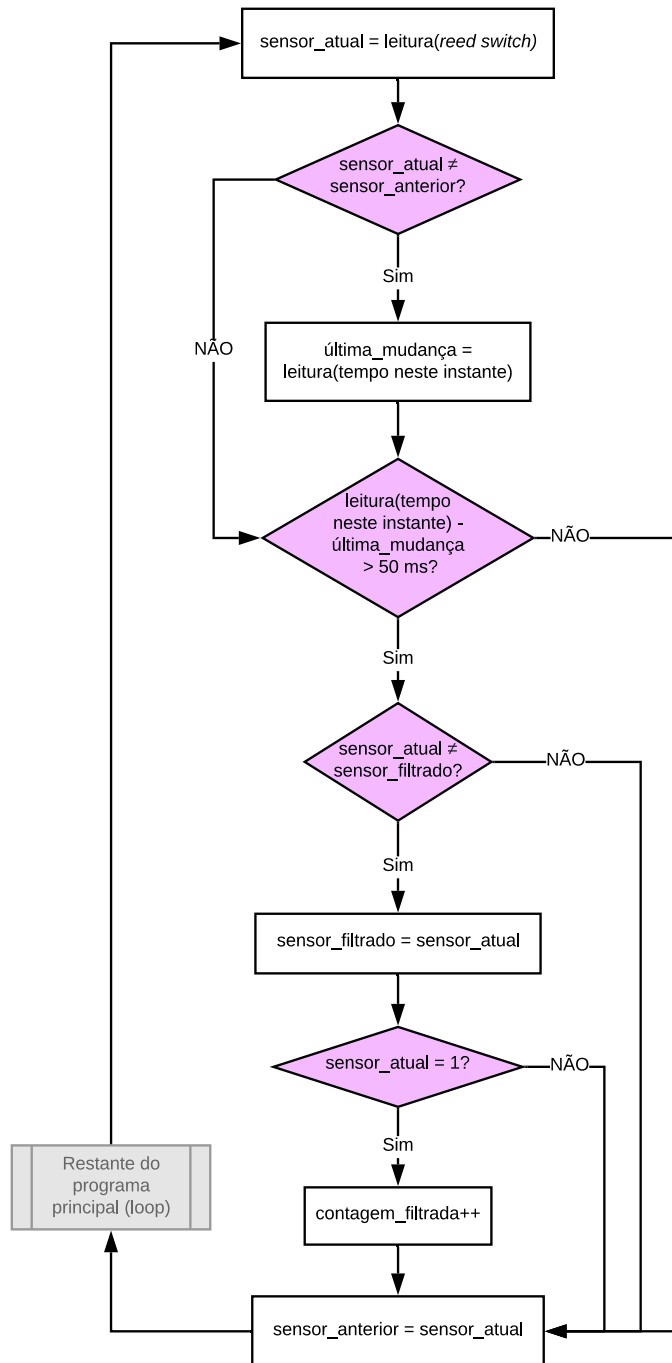 sensor_atual = leitura(reed switch)
sensor_atual ≠
sensor_anterior?
Sim
NÃO
última_mudança =
leitura(tempo neste instante)
leitura(tempo
neste instante) -
última_mudança
> 50 ms?
NÃO
Sim
sensor_atual ≠
sensor_filtrado?
NÃO
Sim
sensor_filtrado = sensor_atual
sensor_atual = 1?
NÃO
Sim
contagem_filtrada++
sensor_anterior = sensor_atual
Restante do
programa
principal (loop)